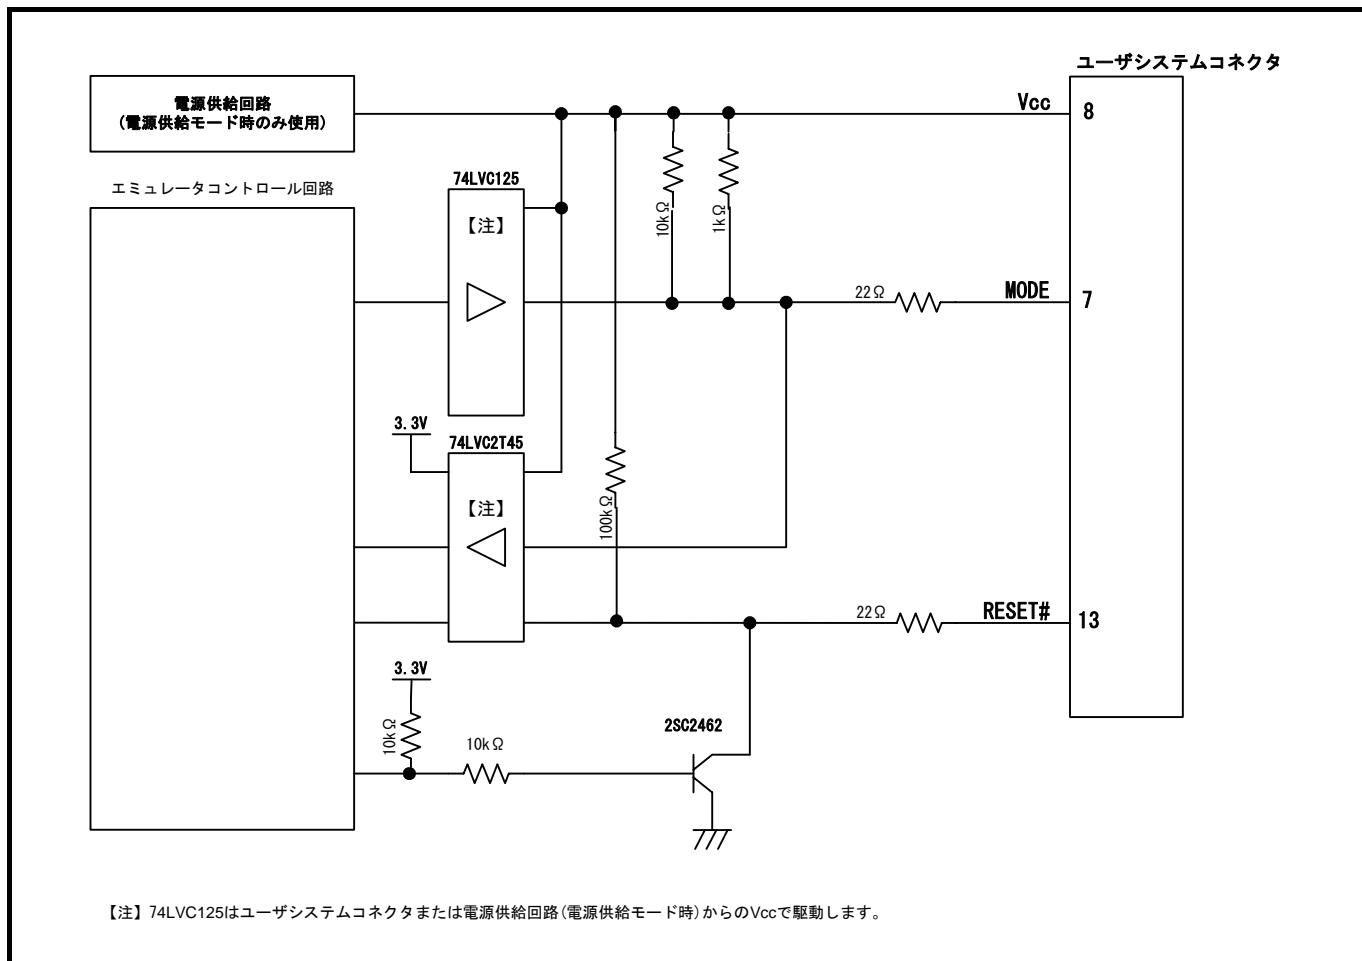 ユーザシステムコネクタ
電源供給回路
(電源供給モード時のみ使用)
Vcc
8
エミュレータコントロール回路
74LVC125
【注】
10kΩ
1kΩ
22Ω
MODE
7
3.3V
74LVC2T45
【注】
100kΩ
22Ω
RESET#
13
3.3V
10kΩ
10kΩ
2SC2462
【注】74LVC125はユーザシステムコネクタまたは電源供給回路(電源供給モード時)からのVccで駆動します。